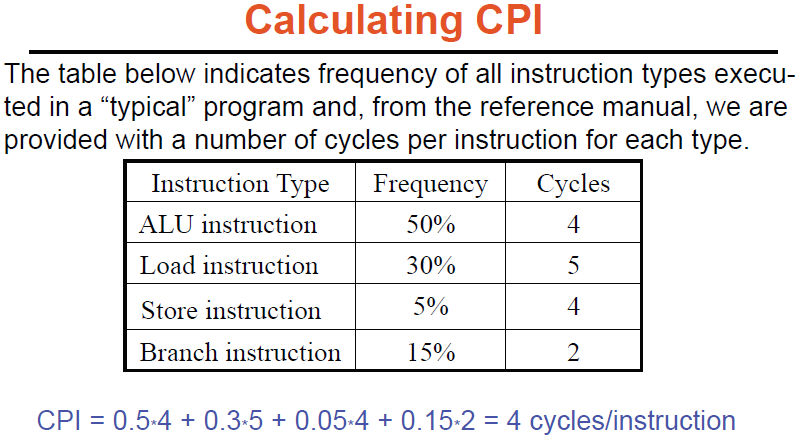 Calculating CPI
The table below indicates frequency of all instruction types execu-
ted in a “typical” program and, from the reference manual, we are
provided with a number of cycles per instruction for each type.
Instruction Type Frequency Cycles
ALU instruction 50% 4
Load instruction 30% 5
Store instruction 5% 4
Branch instruction 15% 2
CPI = 0.5*4 + 0.3*5 + 0.05*4 + 0.15*2 = 4 cycles/instruction